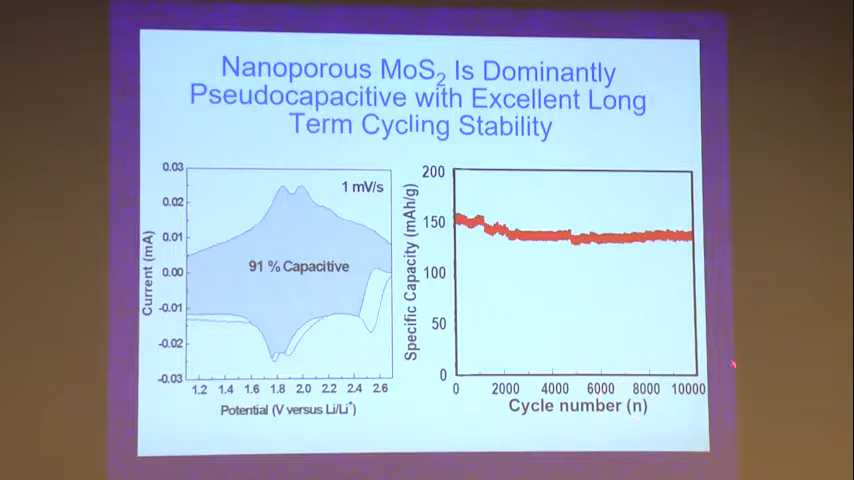 Nanoporous MoS₂ Is Dominantly
Pseudocapacitive with Excellent Long
Term Cycling Stability
0.03
0.02
0.01
0.00
-0.01
-0.02
-0.03
Current (mA)
1 mV/s
91 % Capacitive
1.2 1.4 1.6 1.8 2.0 2.2 2.4 2.6
Potential (V versus Li/Li⁺)
200
150
100
50
0
Specific Capacity (mAh/g)
0 2000 4000 6000 8000 10000
Cycle number (n)